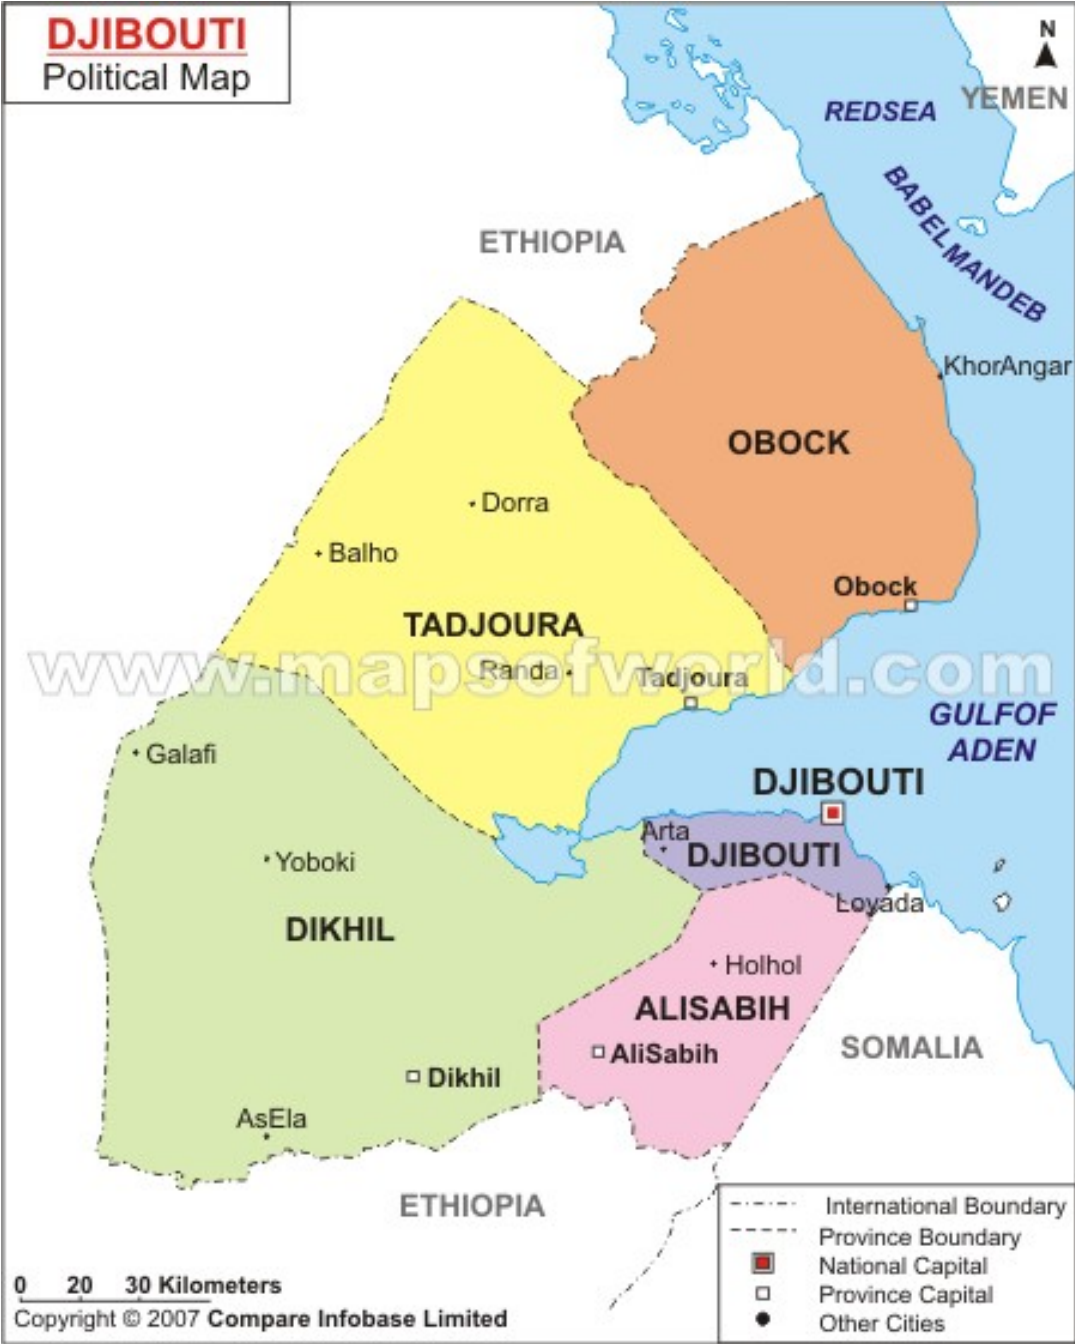 DJIBOUTI
Political Map
N
YEMEN
REDSEA
BABELMANDEB
ETHIOPIA
KhorAngar
OBOCK
Dorra
Balho
Obock
TADJOURA
www.mapsofworld.com
Randa
Tadjoura
GULFOF
ADEN
Galafi
DJIBOUTI
Arta
DJIBOUTI
Yoboki
Loyada
DIKHIL
Holhol
ALISABIH
SOMALIA
AliSabih
Dikhil
AsEla
ETHIOPIA
International Boundary
Province Boundary
National Capital
Province Capital
Other Cities
0 20 30 Kilometers
Copyright © 2007 Compare Infobase Limited